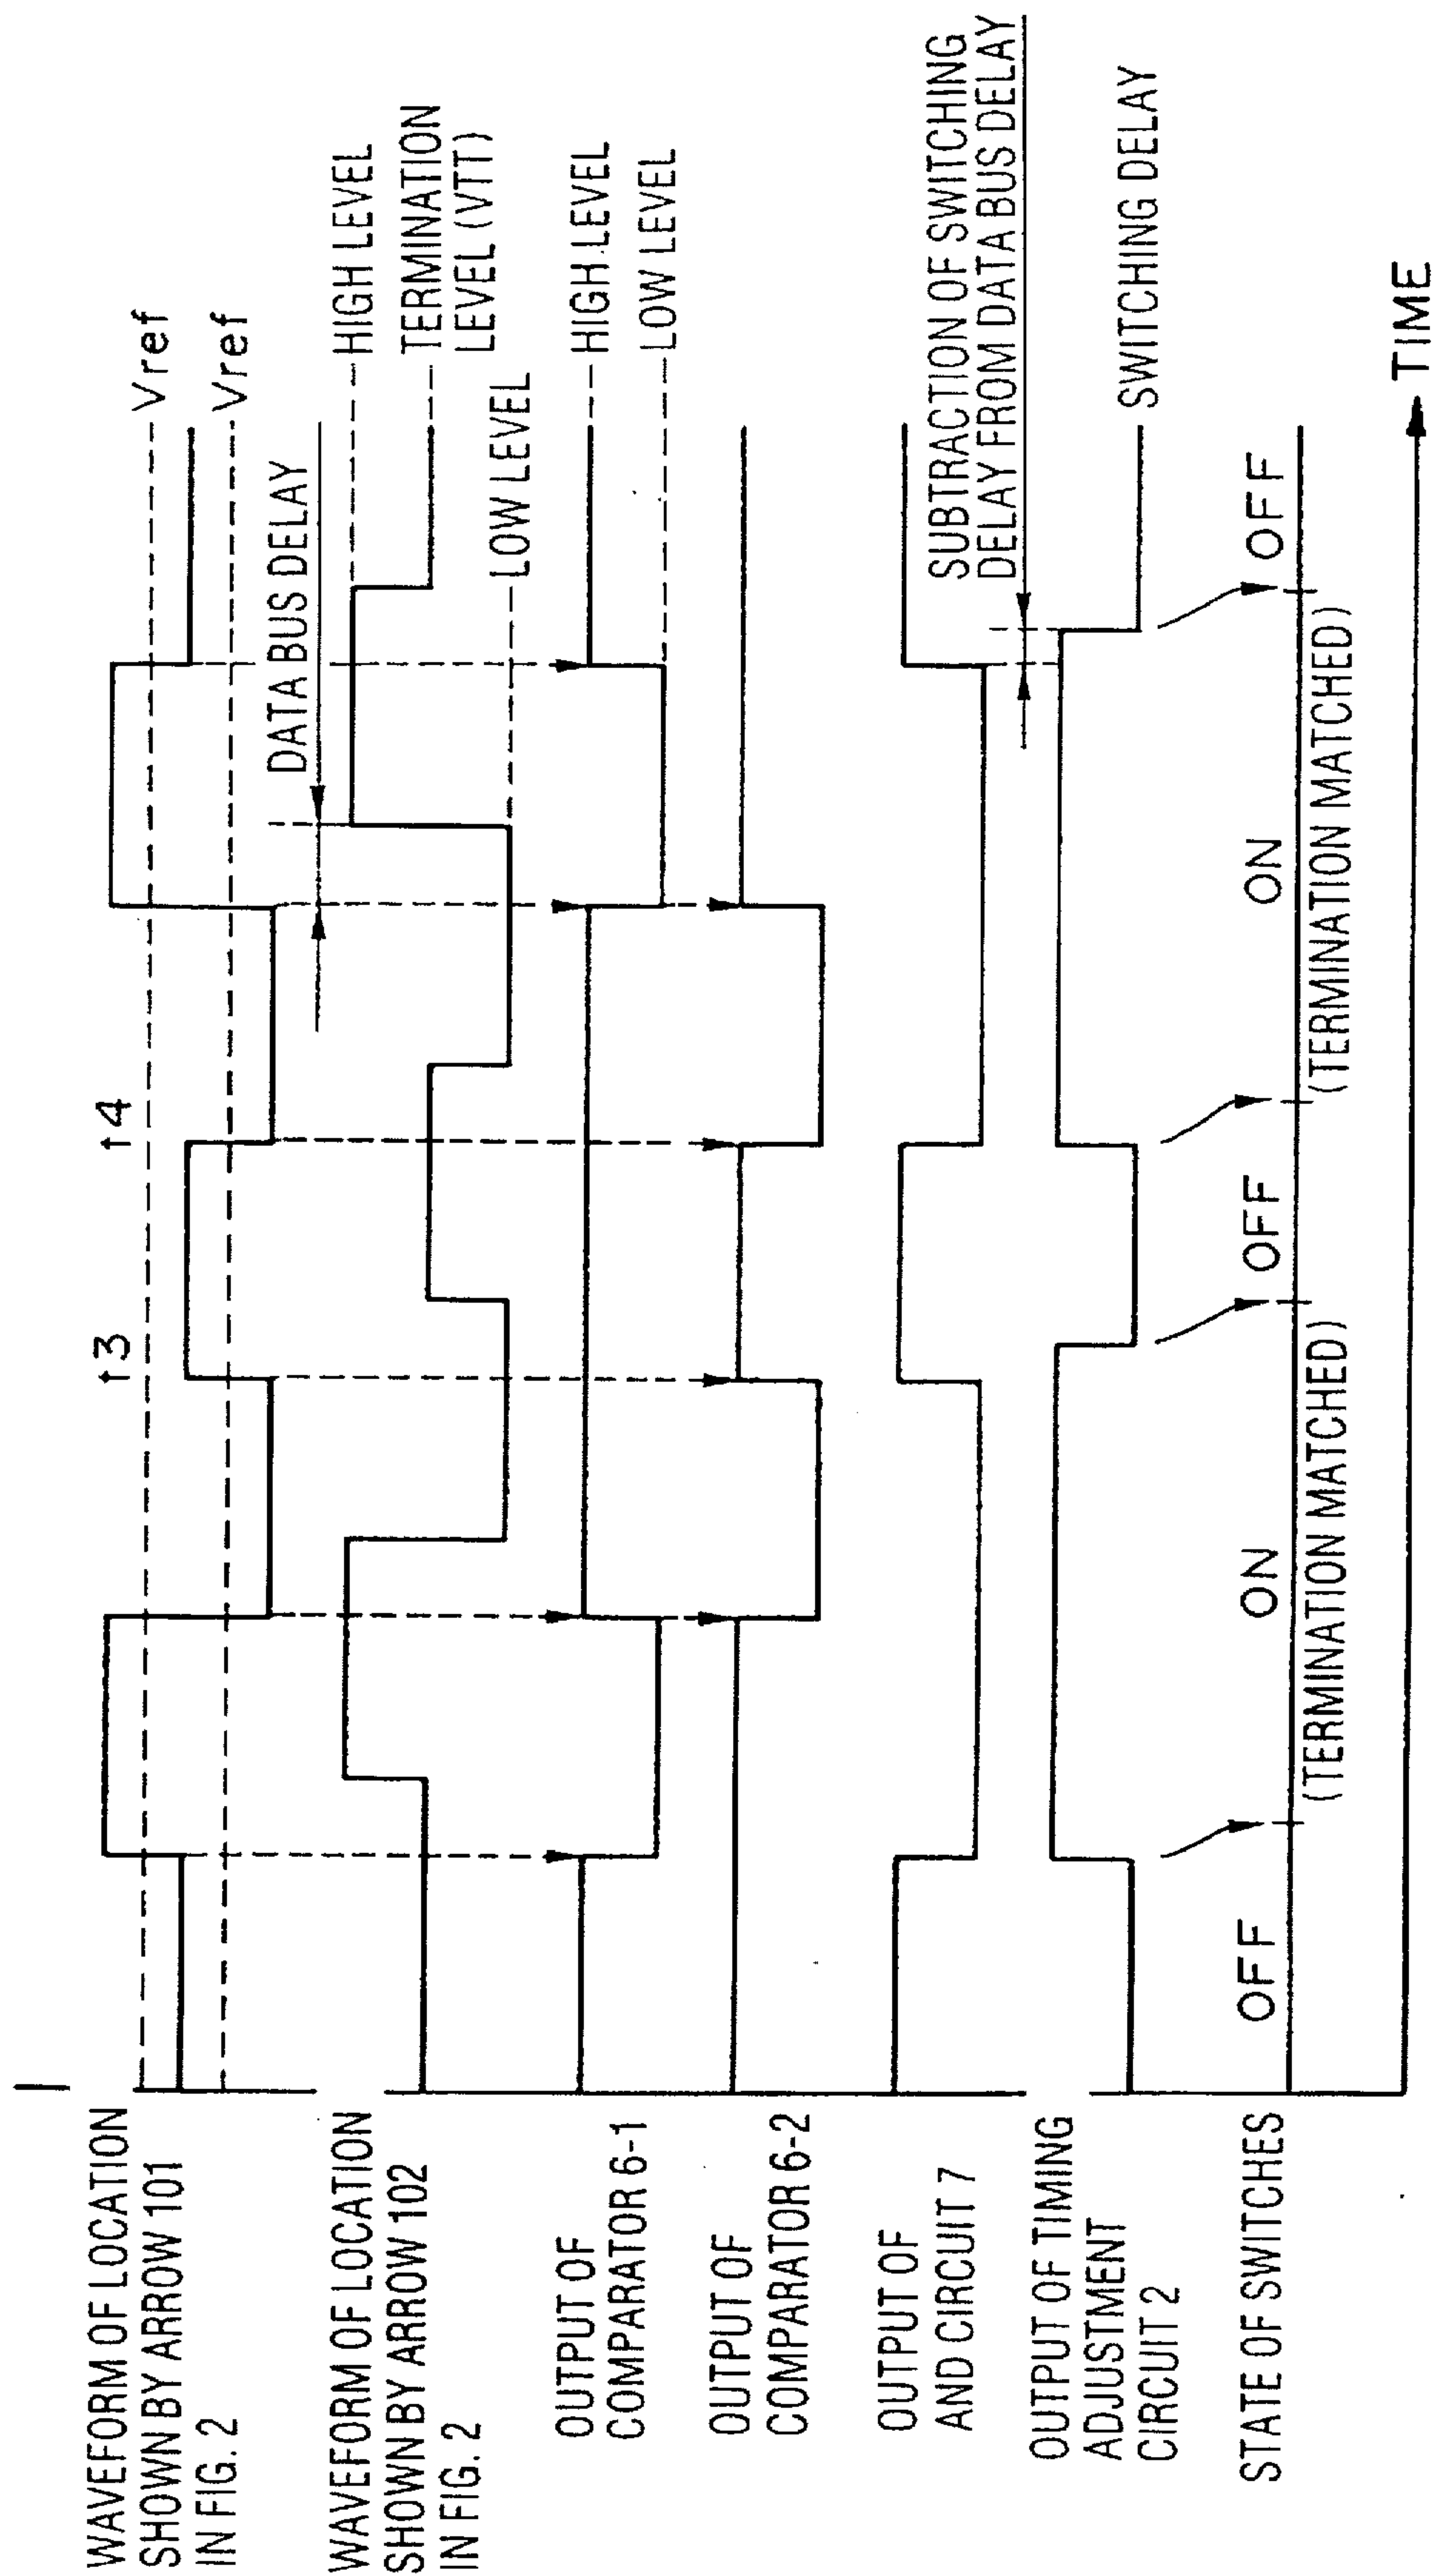 WAVEFORM OF LOCATION
SHOWN BY ARROW 101
IN FIG. 2
Vref
Vref
t3
t4
WAVEFORM OF LOCATION
SHOWN BY ARROW 102
IN FIG. 2
DATA BUS DELAY
HIGH LEVEL
TERMINATION
LEVEL (VTT)
LOW LEVEL
OUTPUT OF
COMPARATOR 6-1
HIGH LEVEL
LOW LEVEL
OUTPUT OF
COMPARATOR 6-2
OUTPUT OF
AND CIRCUIT 7
SUBTRACTION OF SWITCHING
DELAY FROM DATA BUS DELAY
OUTPUT OF TIMING
ADJUSTMENT
CIRCUIT 2
SWITCHING DELAY
STATE OF SWITCHES
OFF
ON
(TERMINATION MATCHED)
OFF
ON
(TERMINATION MATCHED)
OFF
TIME